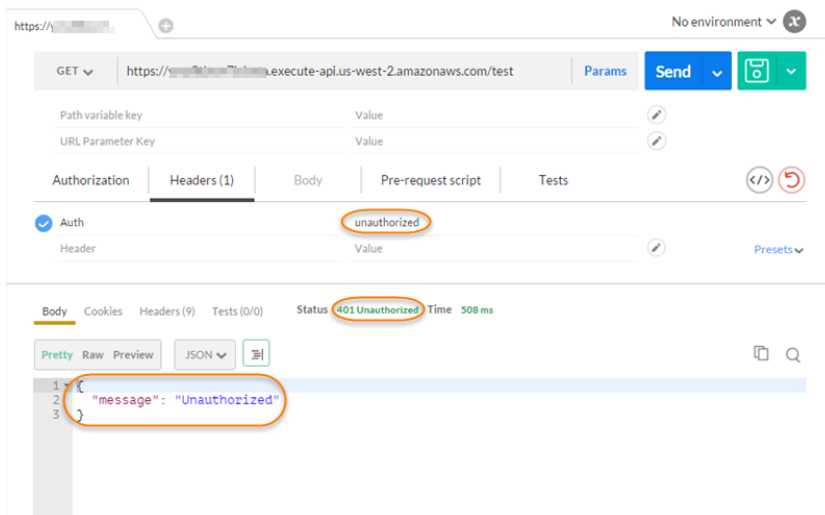 https://
No environment
GET https:// .execute-api.us-west-2.amazonaws.com/test Params Send
Path variable key Value
URL Parameter Key Value
Authorization Headers (1) Body Pre-request script Tests
Auth unauthorized
Header Value Presets
Body Cookies Headers (9) Tests (0/0) Status 401 Unauthorized Time 508 ms
Pretty Raw Preview JSON
1 {
2 "message": "Unauthorized"
3 }